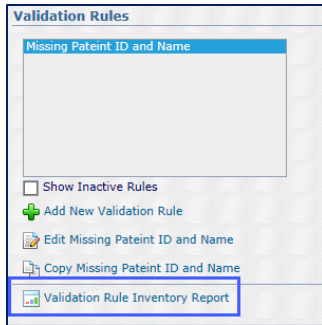 Validation Rules
Missing Pateint ID and Name
Show Inactive Rules
Add New Validation Rule
Edit Missing Pateint ID and Name
Copy Missing Pateint ID and Name
Validation Rule Inventory Report